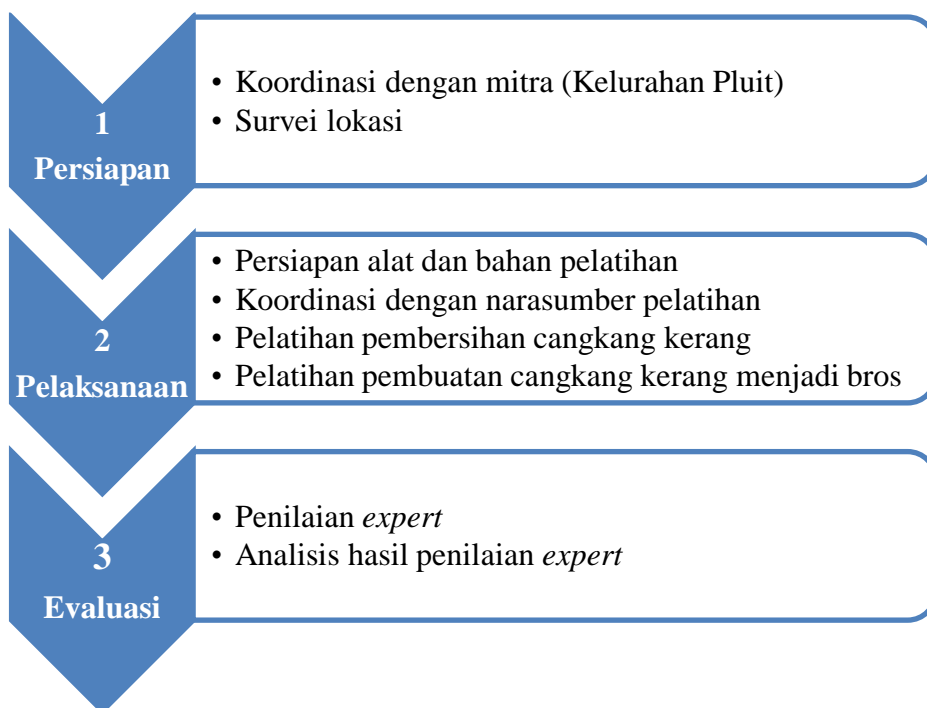 1
Persiapan
• Koordinasi dengan mitra (Kelurahan Pluit)
• Survei lokasi
2
Pelaksanaan
• Persiapan alat dan bahan pelatihan
• Koordinasi dengan narasumber pelatihan
• Pelatihan pembersihan cangkang kerang
• Pelatihan pembuatan cangkang kerang menjadi bros
3
Evaluasi
• Penilaian expert
• Analisis hasil penilaian expert